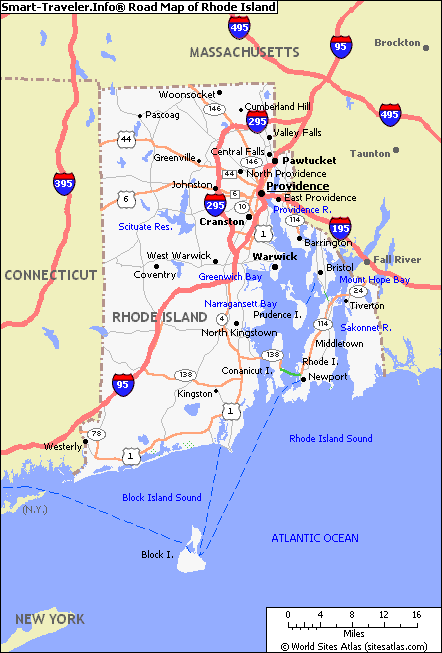 Smart-Traveler.Info® Road Map of Rhode Island
495
95
MASSACHUSETTS
Brockton
Woonsocket
146
Cumberland Hill
Pascoag
295
495
44
Valley Falls
Central Falls
Taunton
Greenville
146
Pawtucket
44
North Providence
395
Johnston
6
Providence
6
295
10
East Providence
Providence R.
Cranston
114
195
Scituate Res.
1
Barrington
West Warwick
Warwick
Fall River
CONNECTICUT
Coventry
Greenwich Bay
Bristol
Mount Hope Bay
24
Narragansett Bay
Tiverton
RHODE ISLAND
Prudence I.
4
114
Sakonnet R.
North Kingstown
Middletown
138
Rhode I.
Conanicut I.
95
138
Newport
Kingston
1
78
Westerly
1
Rhode Island Sound
Block Island Sound
(N.Y.)
ATLANTIC OCEAN
Block I.
NEW YORK
0 4 8 12 16
Miles
© World Sites Atlas (sitesatlas.com)